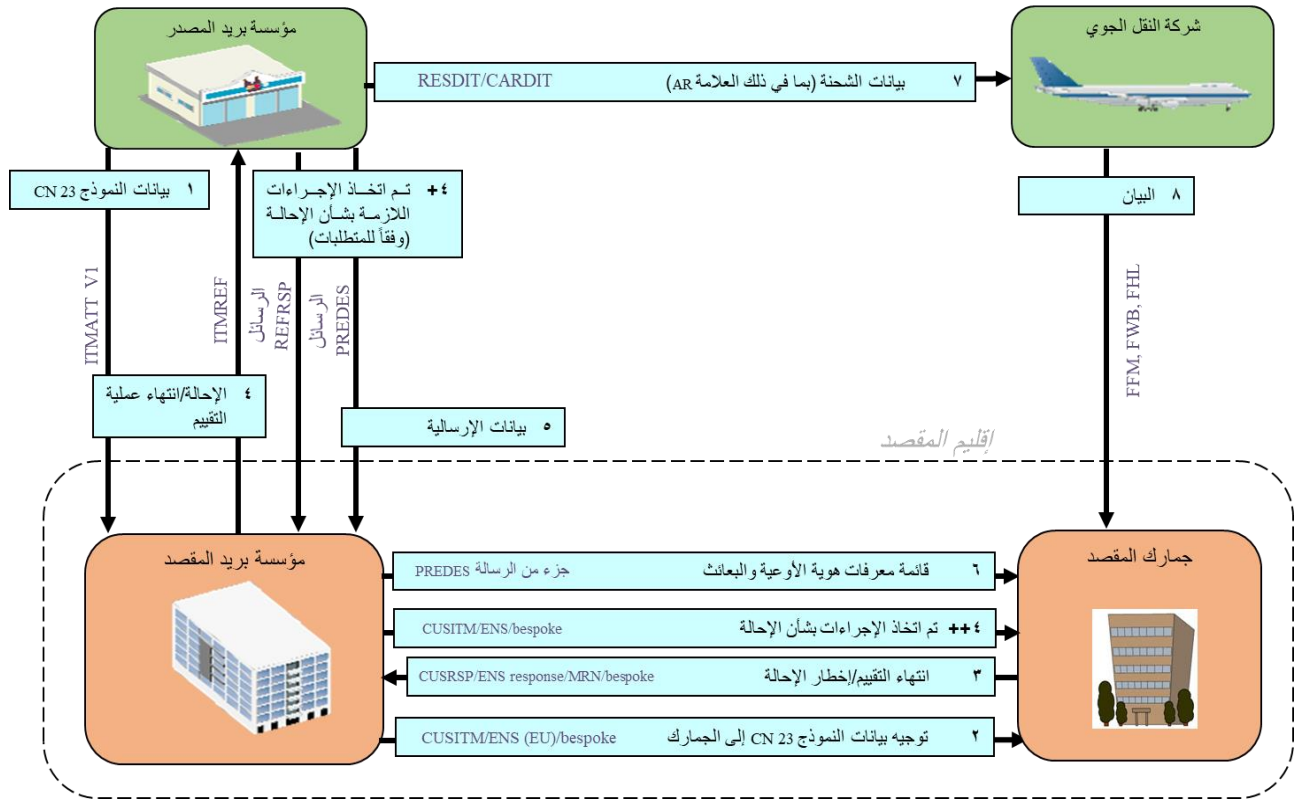 مؤسسة بريد المصدر
شركة النقل الجوي
٧ بيانات الشحنة (بما في ذلك العلامة AR) RESDIT/CARDIT
١ بيانات النموذج CN 23
٤+ تم اتخاذ الإجراءات
اللازمة بشأن الإحالة
(وفقاً للمتطلبات)
٨ البيان
ITMATT V1
ITMREF
الرسائل
REFRSP
الرسائل
PREDES
FFM, FWB, FHL
٤ الإحالة/انتهاء عملية
التقييم
٥ بيانات الإرسالية
إقليم المقصد
مؤسسة بريد المقصد
جمارك المقصد
٦ قائمة معرفات هوية الأوعية والبعائث جزء من الرسالة PREDES
٤++ تم اتخاذ الإجراءات بشأن الإحالة CUSITM/ENS/bespoke
٣ انتهاء التقييم/إخطار الإحالة CUSRSP/ENS response/MRN/bespoke
٢ توجيه بيانات النموذج CN 23 إلى الجمارك CUSITM/ENS (EU)/bespoke